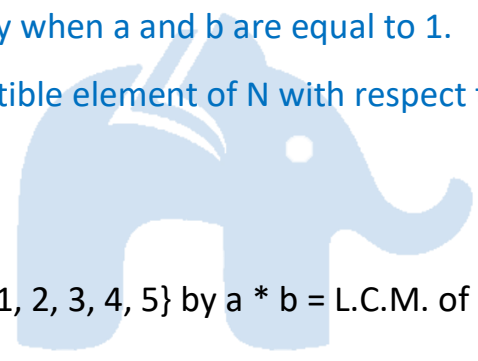 y when a and b are equal to 1.
tible element of N with respect
1, 2, 3, 4, 5} by a * b = L.C.M. of